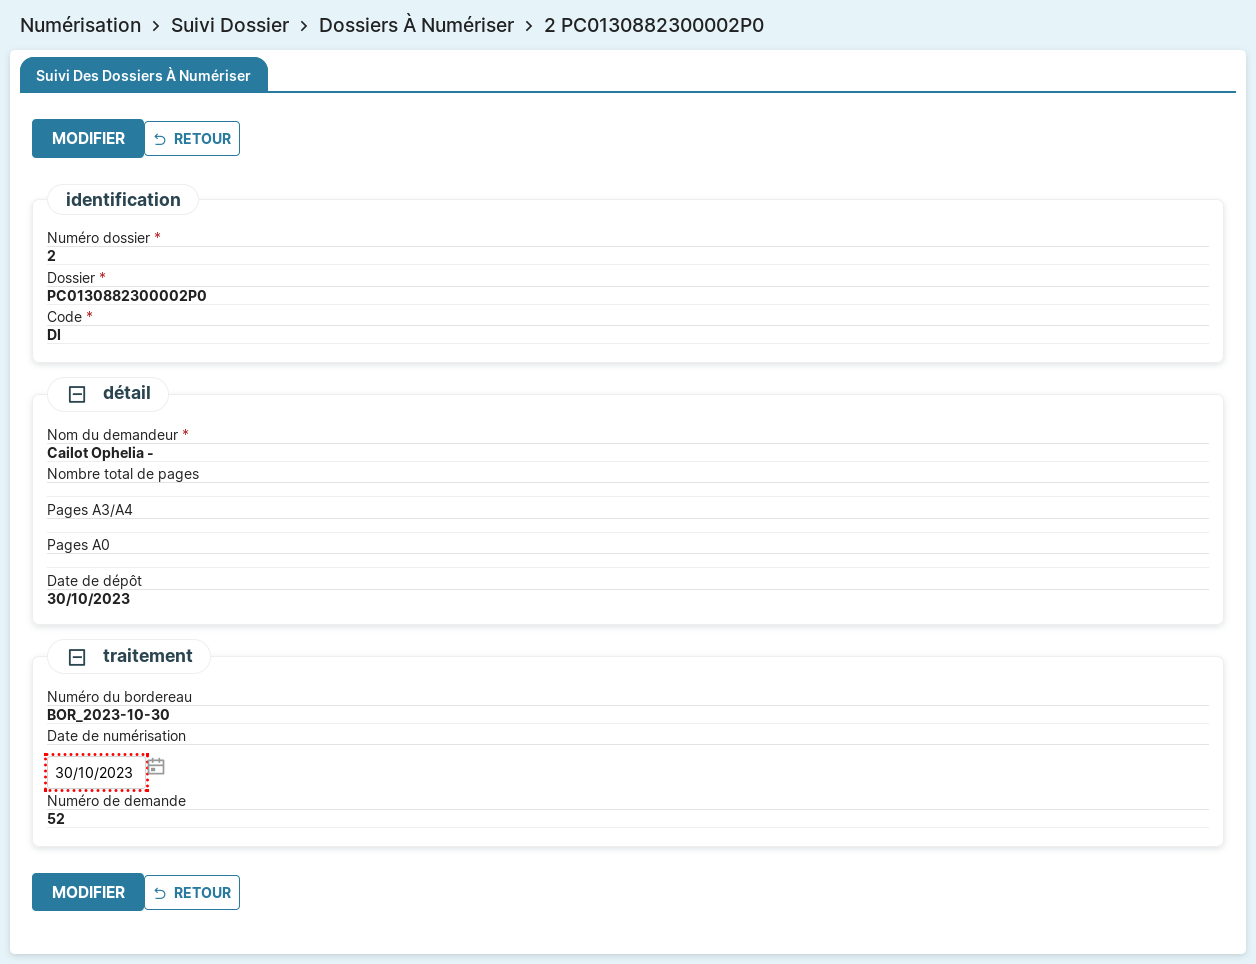 Numérisation > Suivi Dossier > Dossiers À Numériser > 2 PC0130882300002P0
Suivi Des Dossiers À Numériser
MODIFIER RETOUR
identification
Numéro dossier *
2
Dossier *
PC0130882300002P0
Code *
DI
détail
Nom du demandeur *
Cailot Ophelia -
Nombre total de pages
Pages A3/A4
Pages A0
Date de dépôt
30/10/2023
traitement
Numéro du bordereau
BOR_2023-10-30
Date de numérisation
30/10/2023
Numéro de demande
52
MODIFIER RETOUR